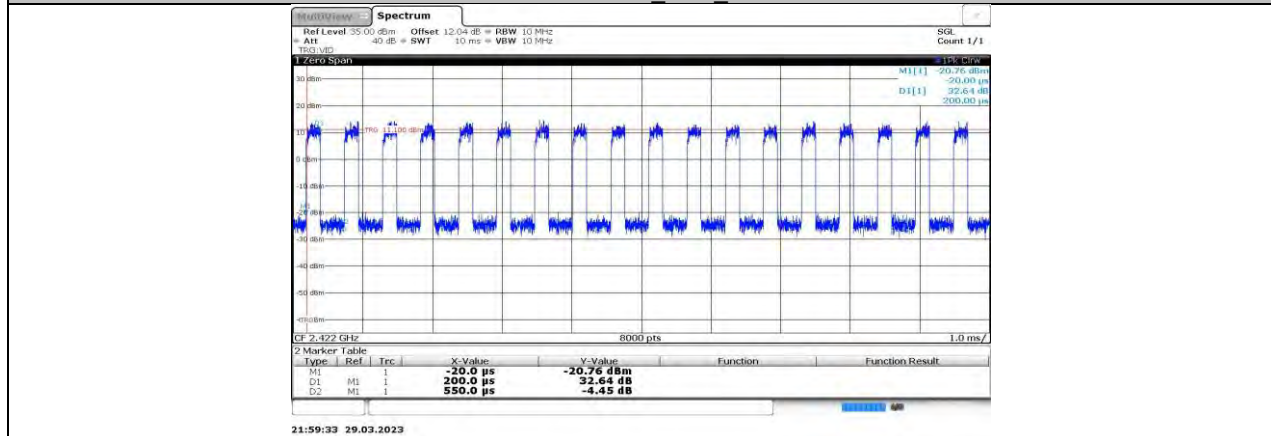 MultiView Spectrum
Ref Level 35.00 dBm Offset 12.04 dB RBW 10 MHz SGL
Att 40 dB SWT 10 ms VBW 10 MHz Count 1/1
TRG:VID
1 Zero Span 1Pk Clrw
M1[1] -20.76 dBm
-20.00 µs
D1[1] 32.64 dB
200.00 µs
30 dBm
20 dBm
D1
10
TRG 11.100 dBm
0 dBm
-10 dBm
M1
-20 dBm
-30 dBm
-40 dBm
-50 dBm
CF 2.422 GHz 8000 pts 1.0 ms/
2 Marker Table
Type Ref Trc X-Value Y-Value Function Function Result
M1 1 -20.0 µs -20.76 dBm
D1 M1 1 200.0 µs 32.64 dB
D2 M1 1 550.0 µs -4.45 dB
21:59:33 29.03.2023